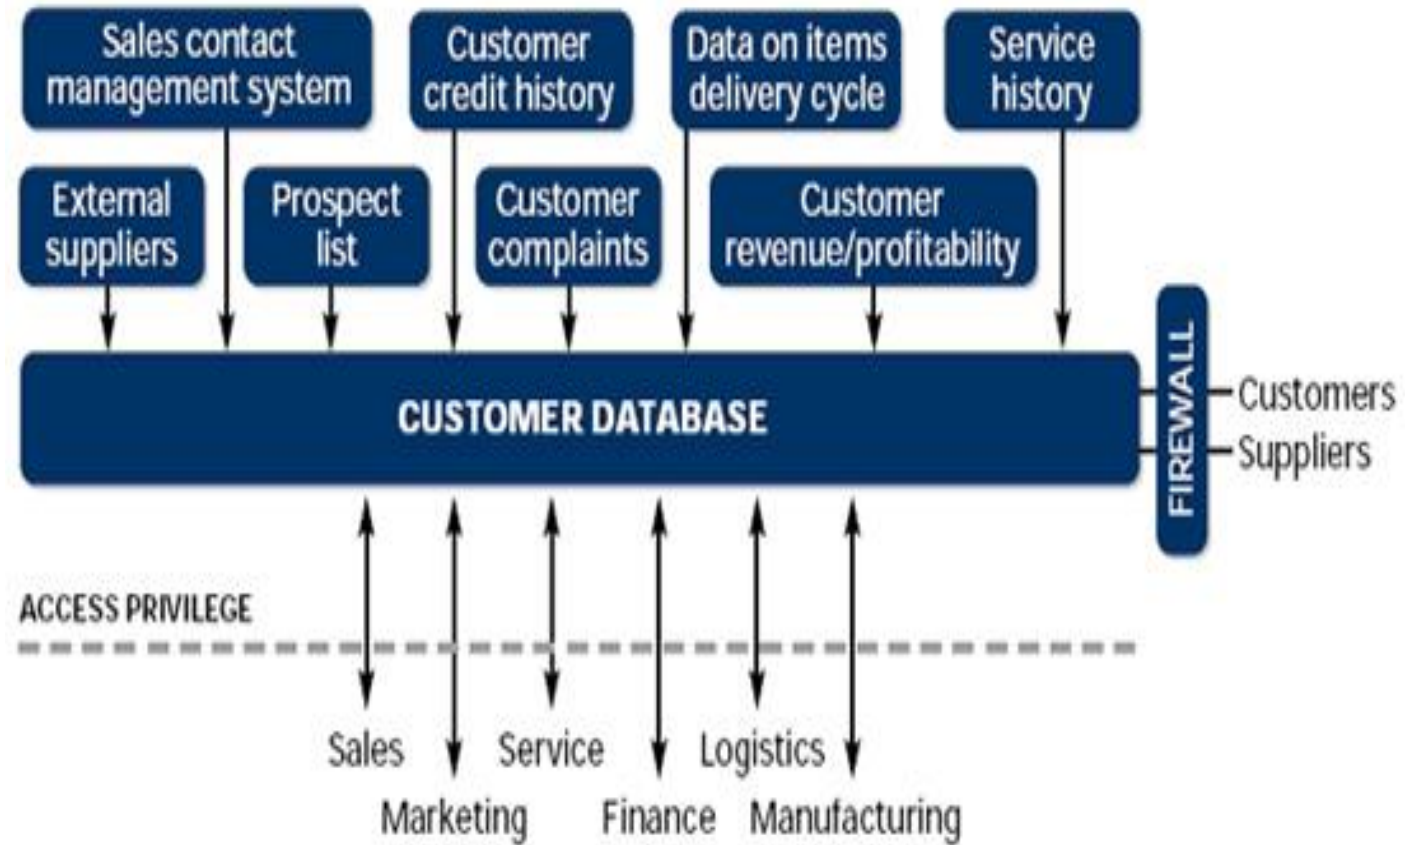 Sales contact
management system
Customer
credit history
Data on items
delivery cycle
Service
history
External
suppliers
Prospect
list
Customer
complaints
Customer
revenue/profitability
CUSTOMER DATABASE
FIREWALL
Customers
Suppliers
ACCESS PRIVILEGE
Sales
Service
Logistics
Marketing
Finance
Manufacturing